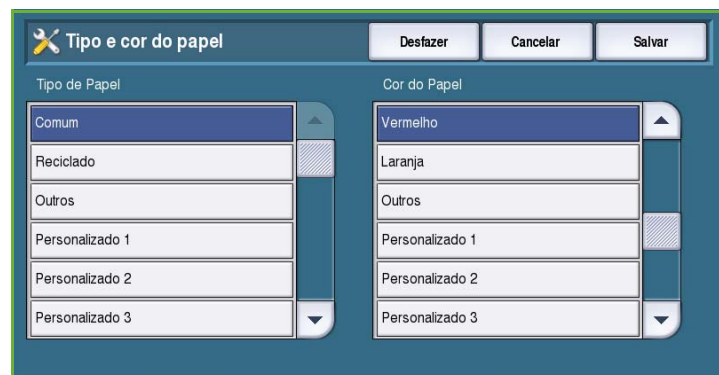 Tipo e cor do papel
Desfazer
Cancelar
Salvar
Tipo de Papel
Cor do Papel
Comum
Reciclado
Outros
Personalizado 1
Personalizado 2
Personalizado 3
Vermelho
Laranja
Outros
Personalizado 1
Personalizado 2
Personalizado 3